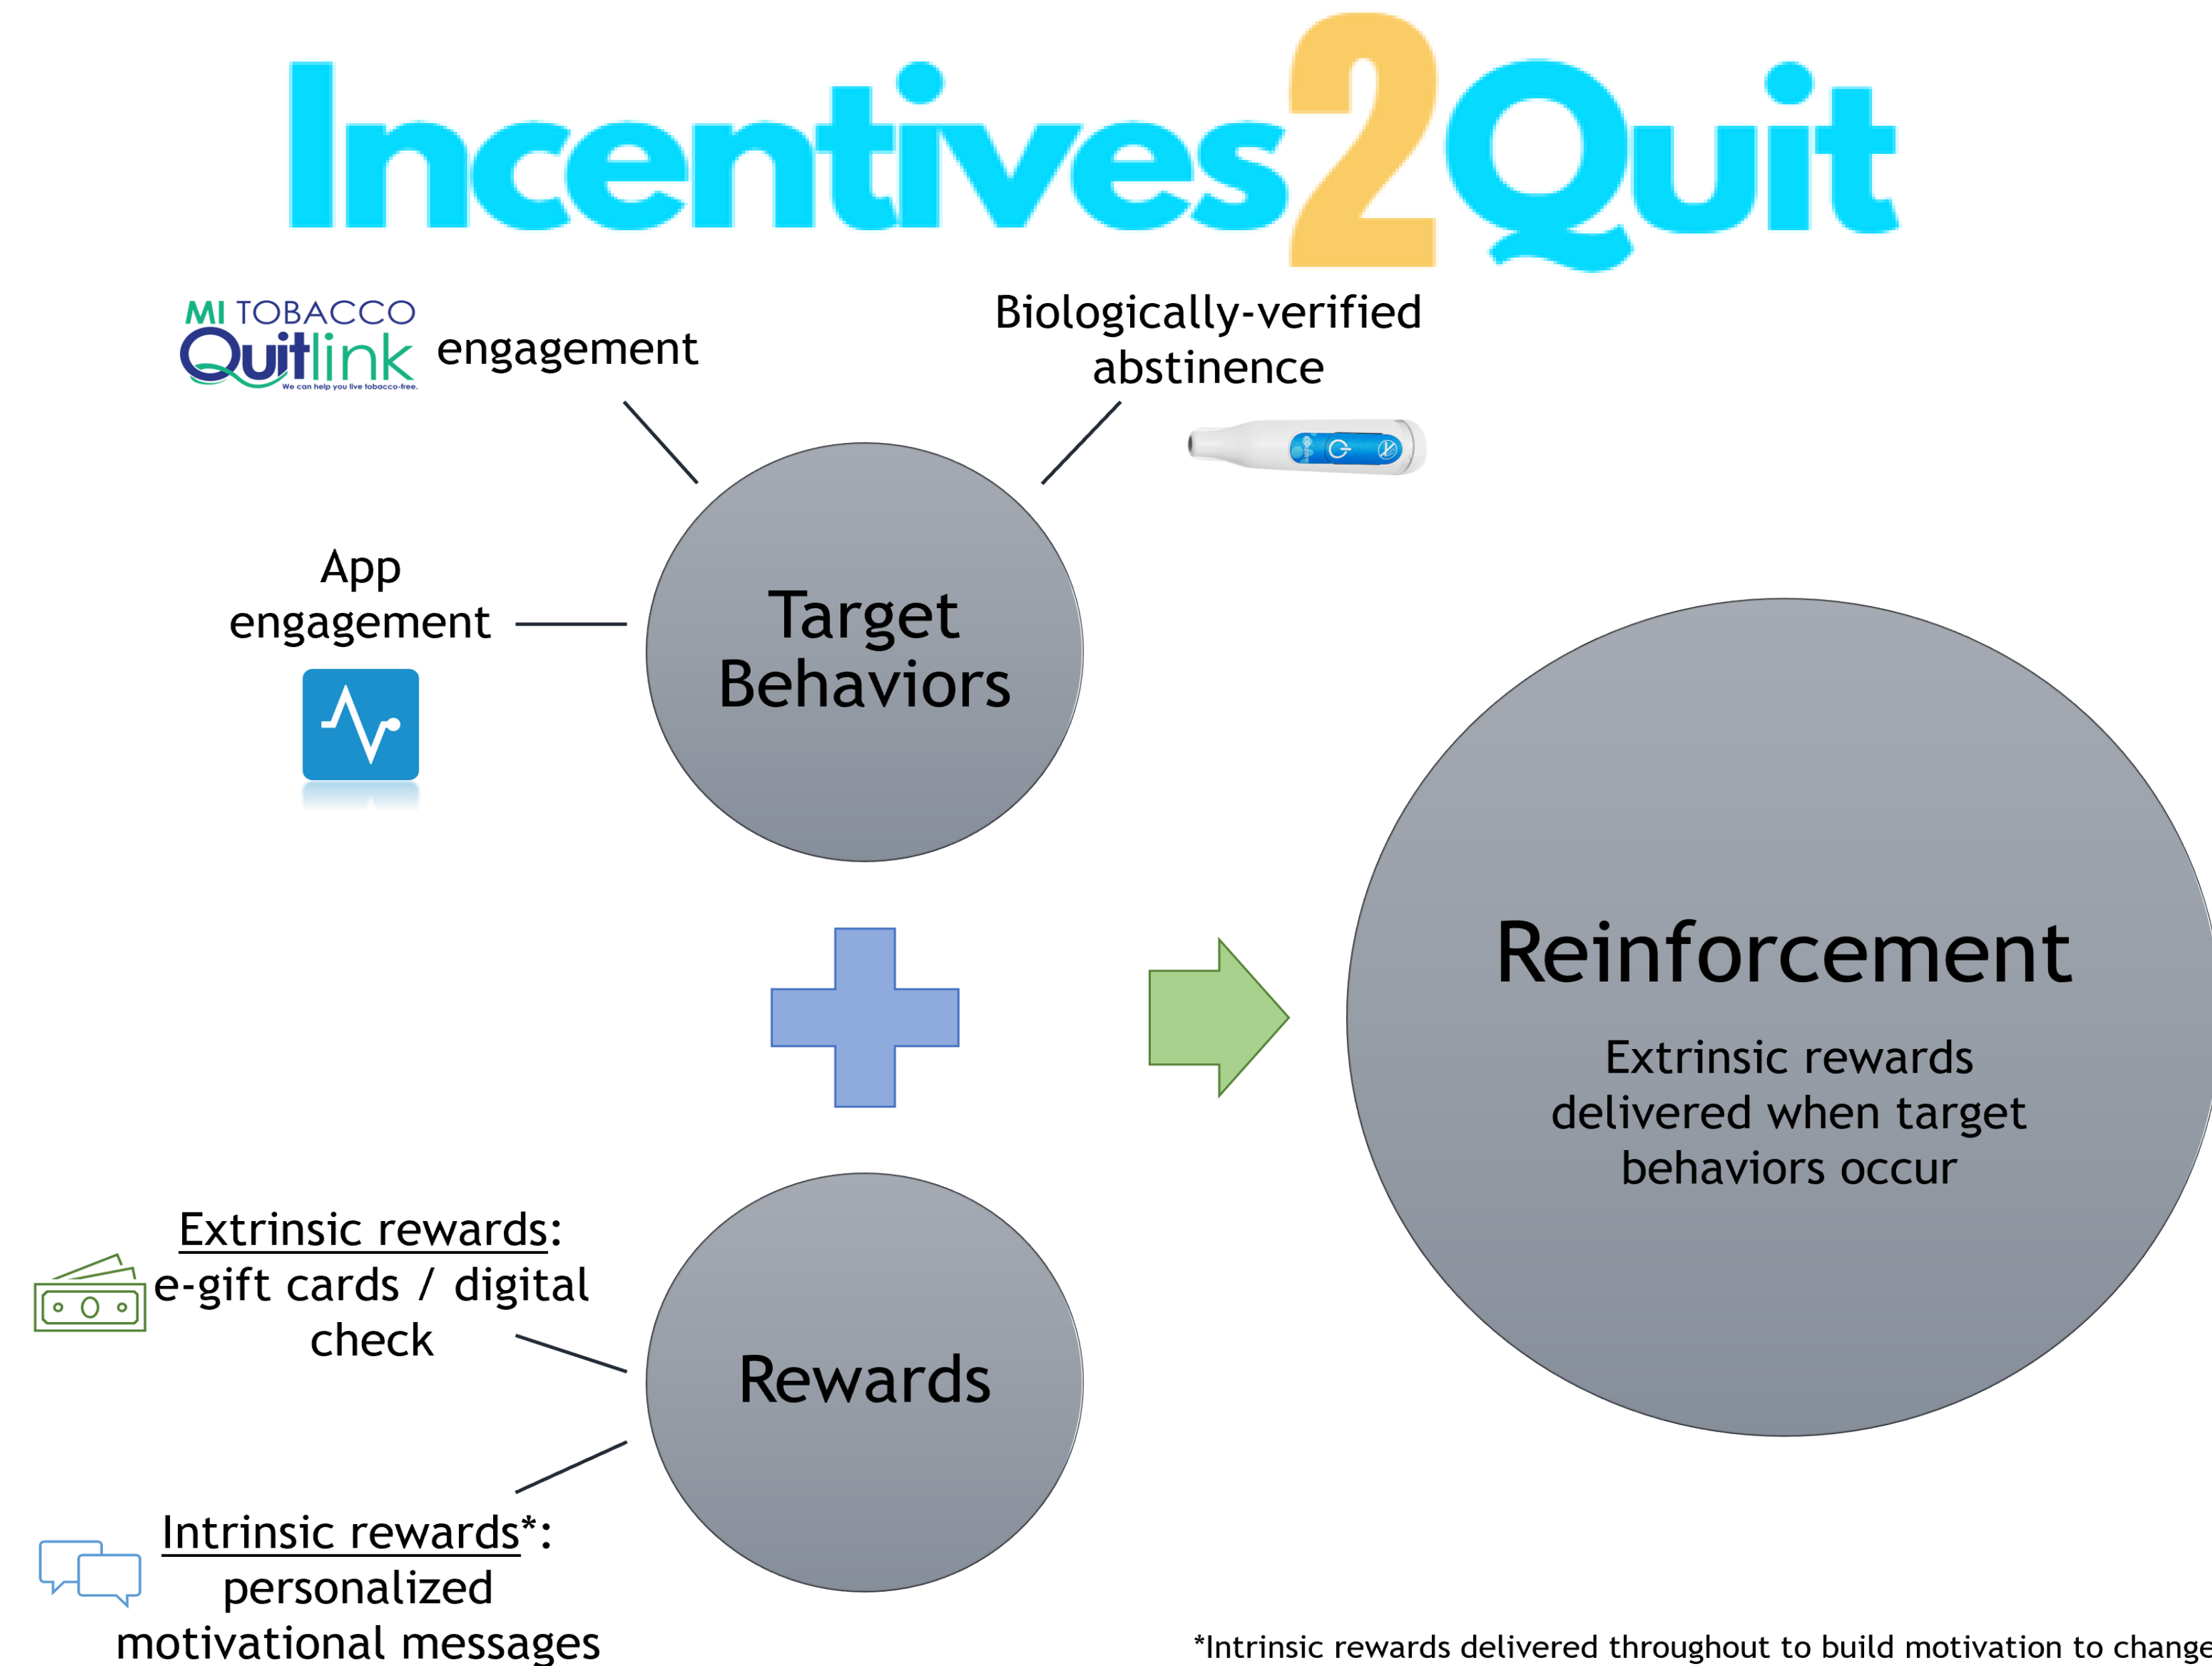 Incentives2Quit
MI TOBACCO
Quitlink
We can help you live tobacco-free.
engagement
Biologically-verified
abstinence
App
engagement
Target
Behaviors
Reinforcement
Extrinsic rewards
delivered when target
behaviors occur
Extrinsic rewards:
e-gift cards / digital
check
Rewards
Intrinsic rewards*:
personalized
motivational messages
*Intrinsic rewards delivered throughout to build motivation to change